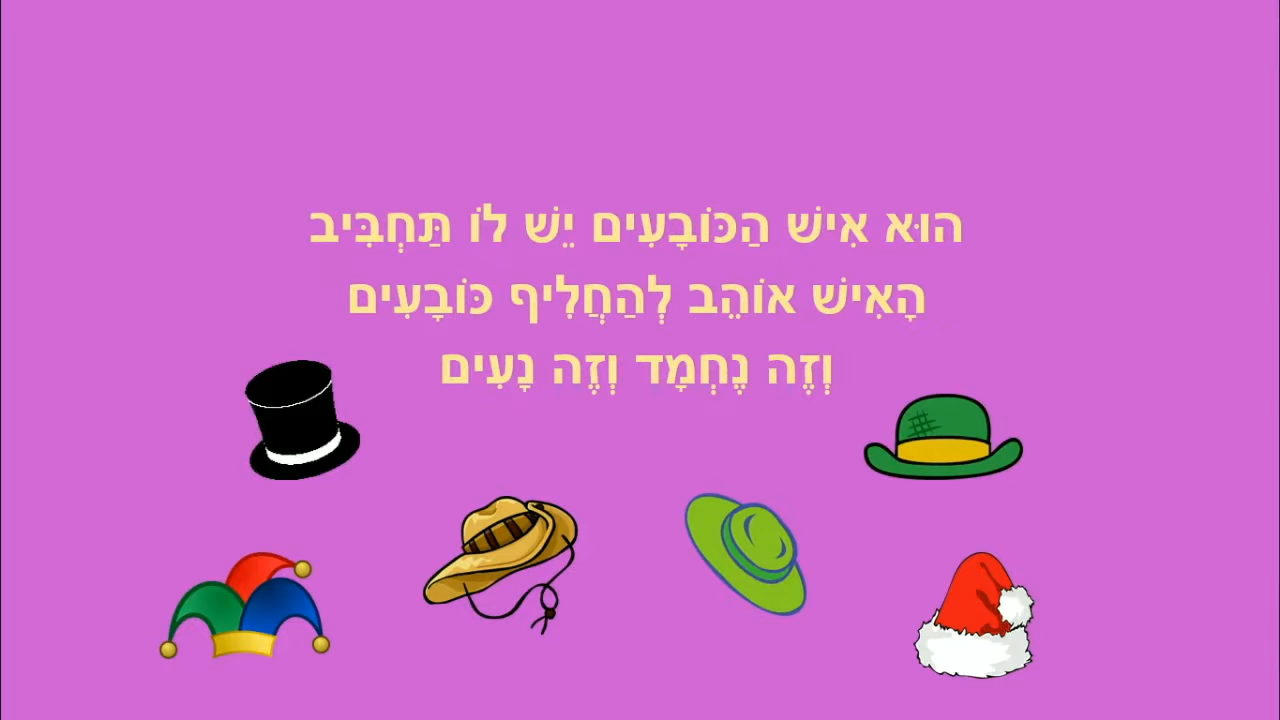 הוּא אִישׁ הַכּוֹבָעִים יֵשׁ לוֹ תַּחְבִּיב
הָאִישׁ אוֹהֵב לְהַחֲלִיף כּוֹבָעִים
וְזֶה נֶחְמָד וְזֶה נָעִים